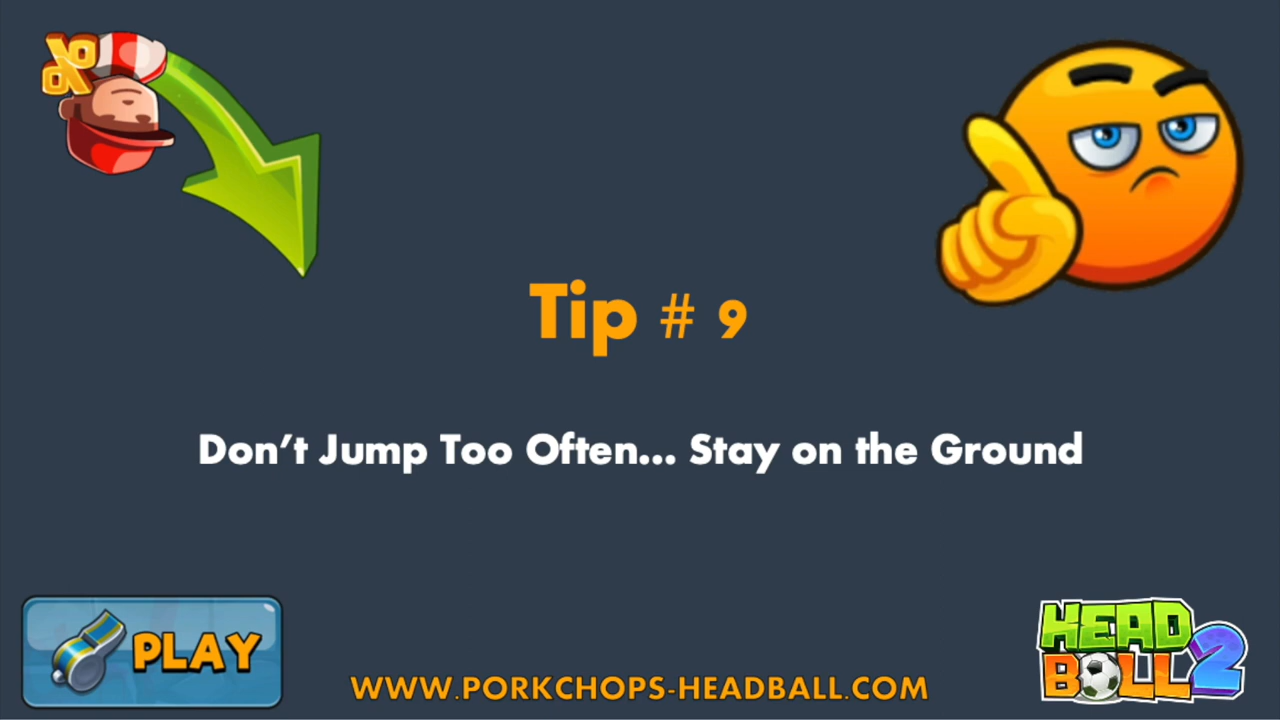 Tip # 9
Don't Jump Too Often... Stay on the Ground
PLAY
WWW.PORKCHOPS-HEADBALL.COM
HEAD
BALL 2